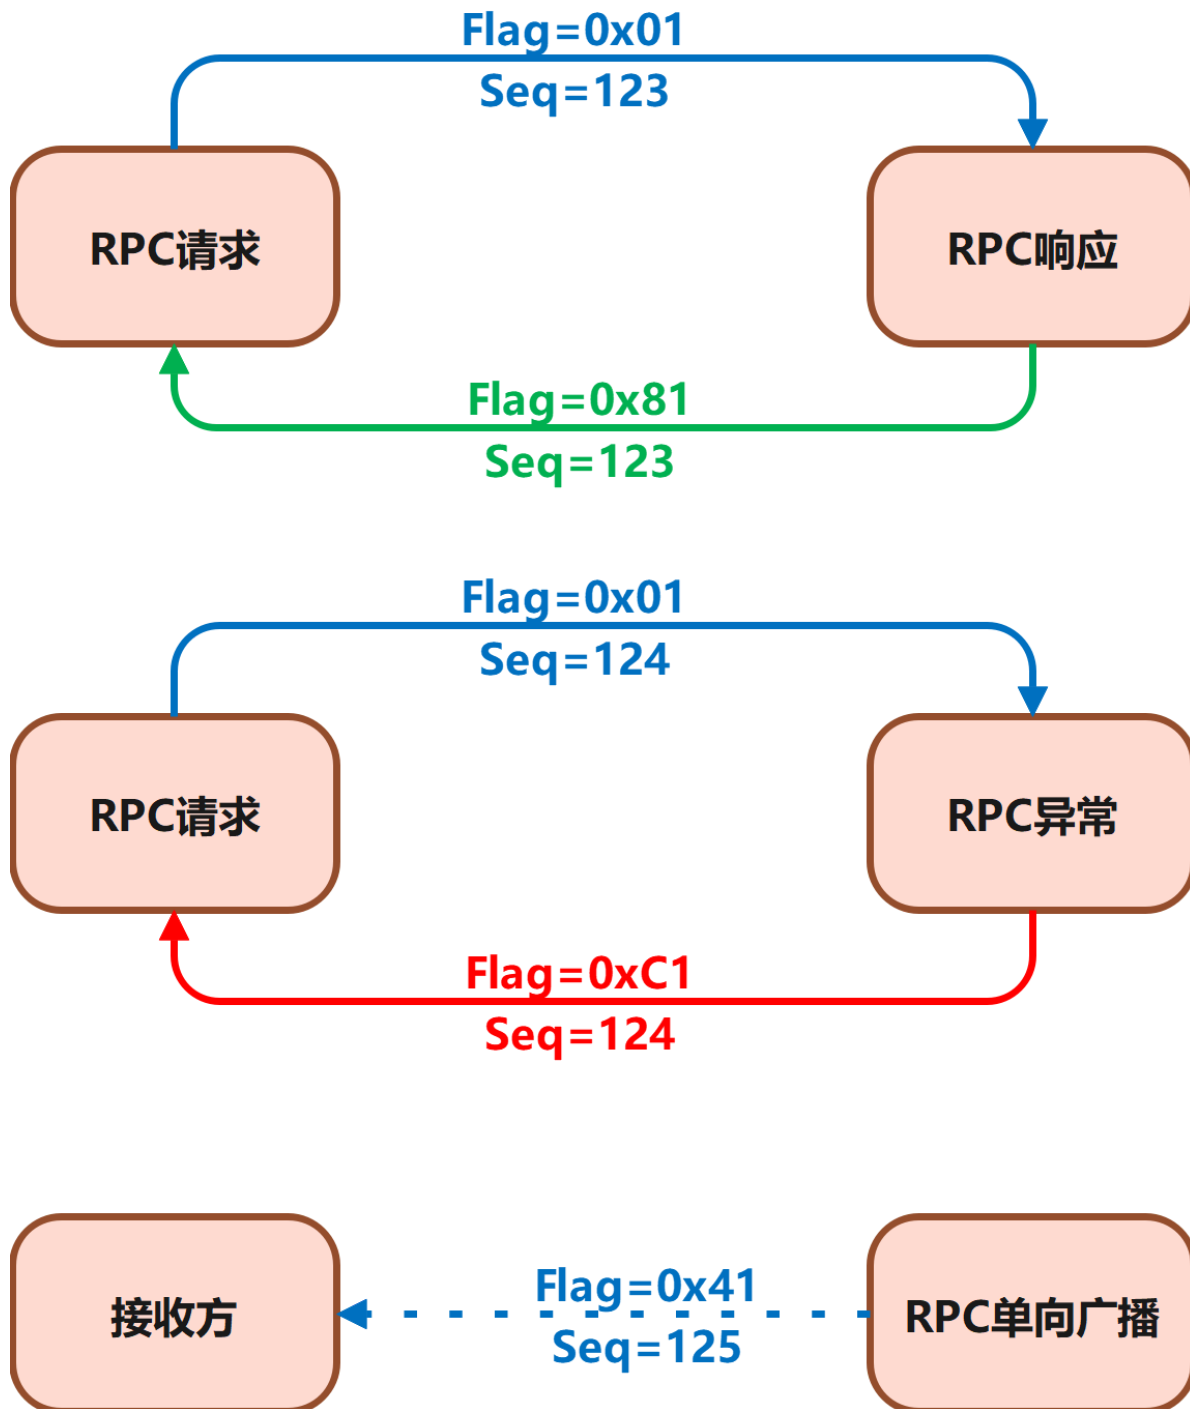 Flag=0x01
Seq=123
RPC请求
RPC响应
Flag=0x81
Seq=123
Flag=0x01
Seq=124
RPC请求
RPC异常
Flag=0xC1
Seq=124
接收方
Flag=0x41
Seq=125
RPC单向广播